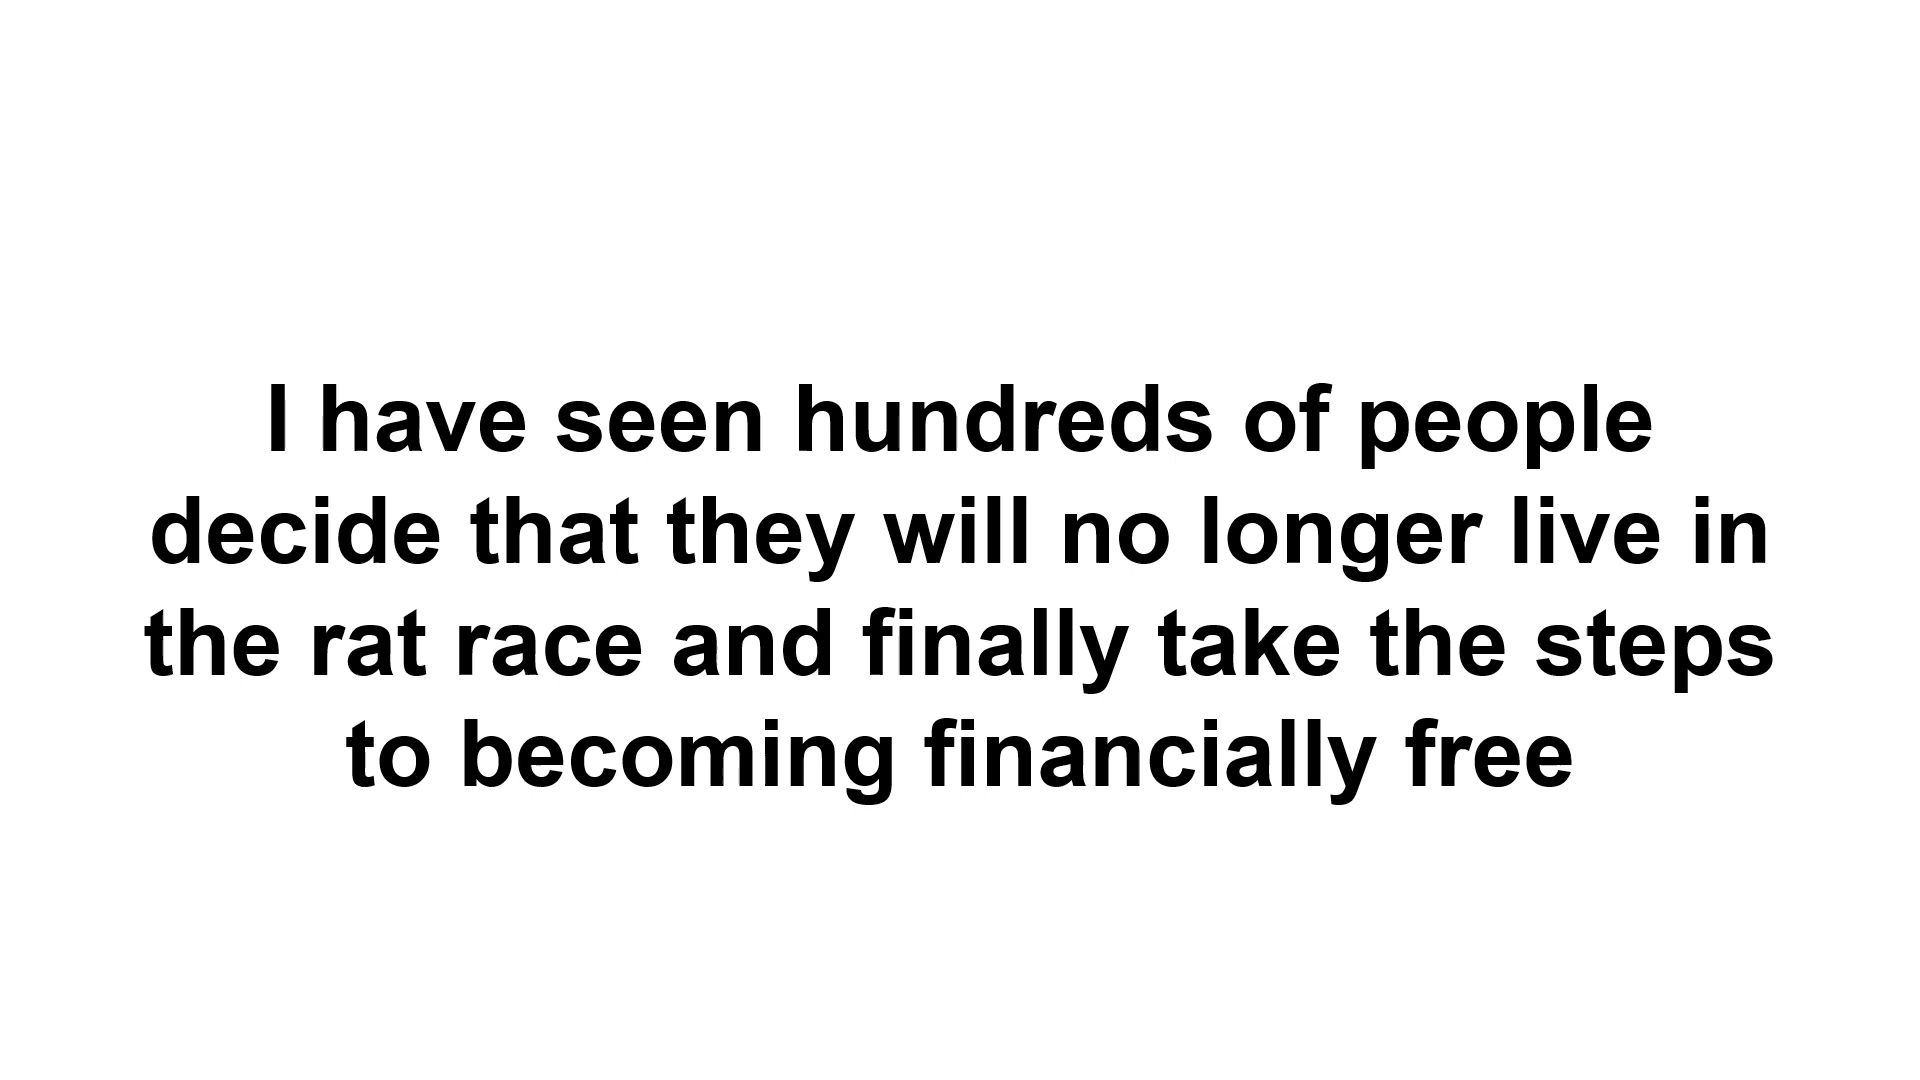 I have seen hundreds of people
decide that they will no longer live in
the rat race and finally take the steps
to becoming financially free